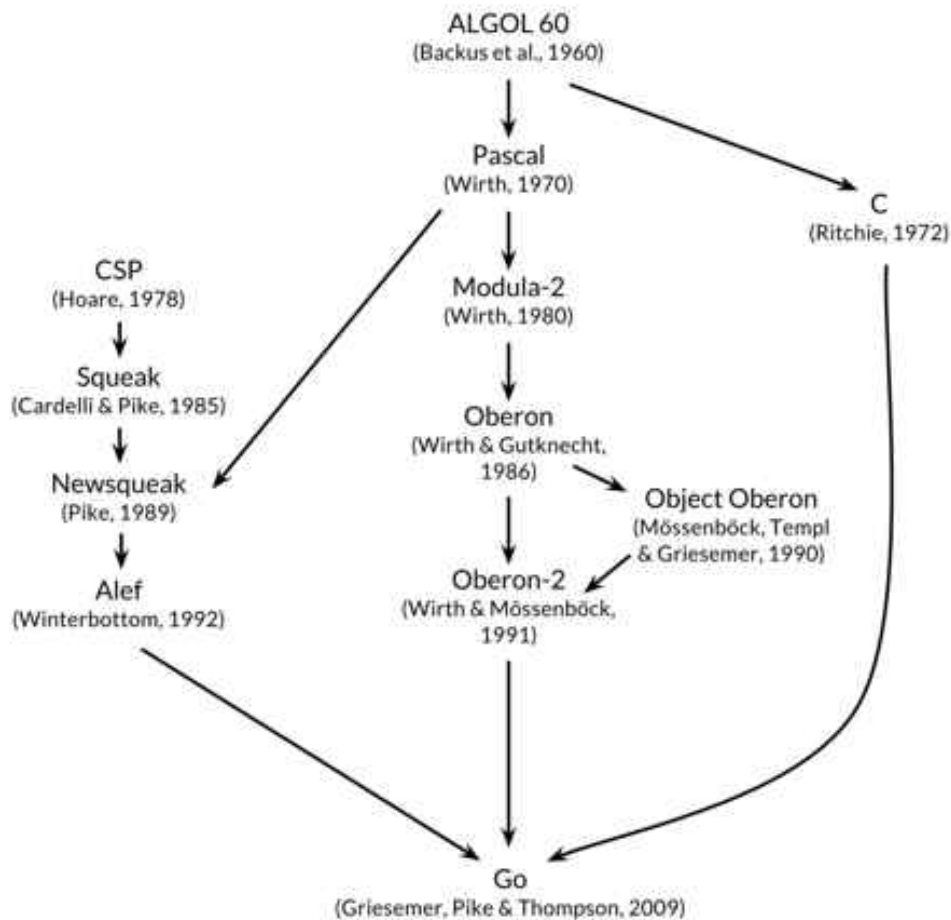 ALGOL 60
(Backus et al., 1960)
Pascal
(Wirth, 1970)
C
(Ritchie, 1972)
CSP
(Hoare, 1978)
Modula-2
(Wirth, 1980)
Squeak
(Cardelli & Pike, 1985)
Oberon
(Wirth & Gutknecht,
1986)
Newsqueak
(Pike, 1989)
Object Oberon
(Mössenböck, Templ
& Griesemer, 1990)
Alef
(Winterbottom, 1992)
Oberon-2
(Wirth & Mössenböck,
1991)
Go
(Griesemer, Pike & Thompson, 2009)